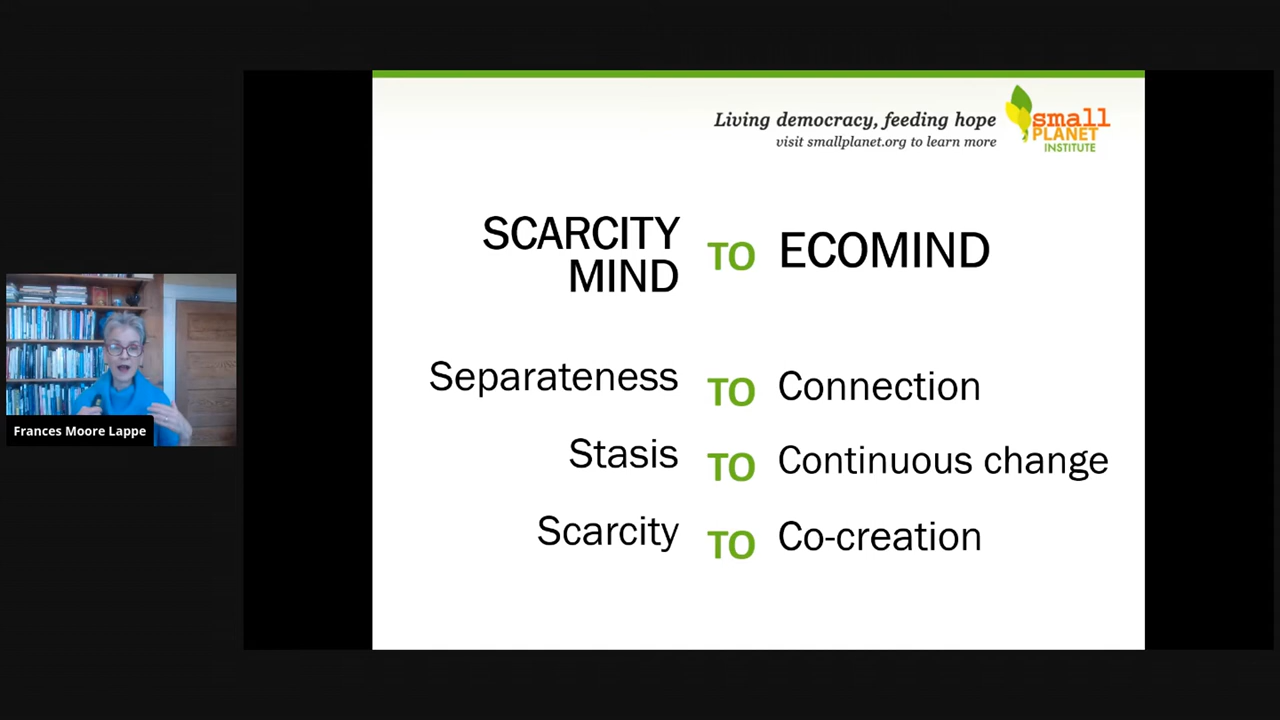 Living democracy, feeding hope
visit smallplanet.org to learn more
small
PLANET
INSTITUTE
SCARCITY
MIND
TO
ECOMIND
Separateness TO Connection
Stasis TO Continuous change
Scarcity TO Co-creation
Frances Moore Lappe